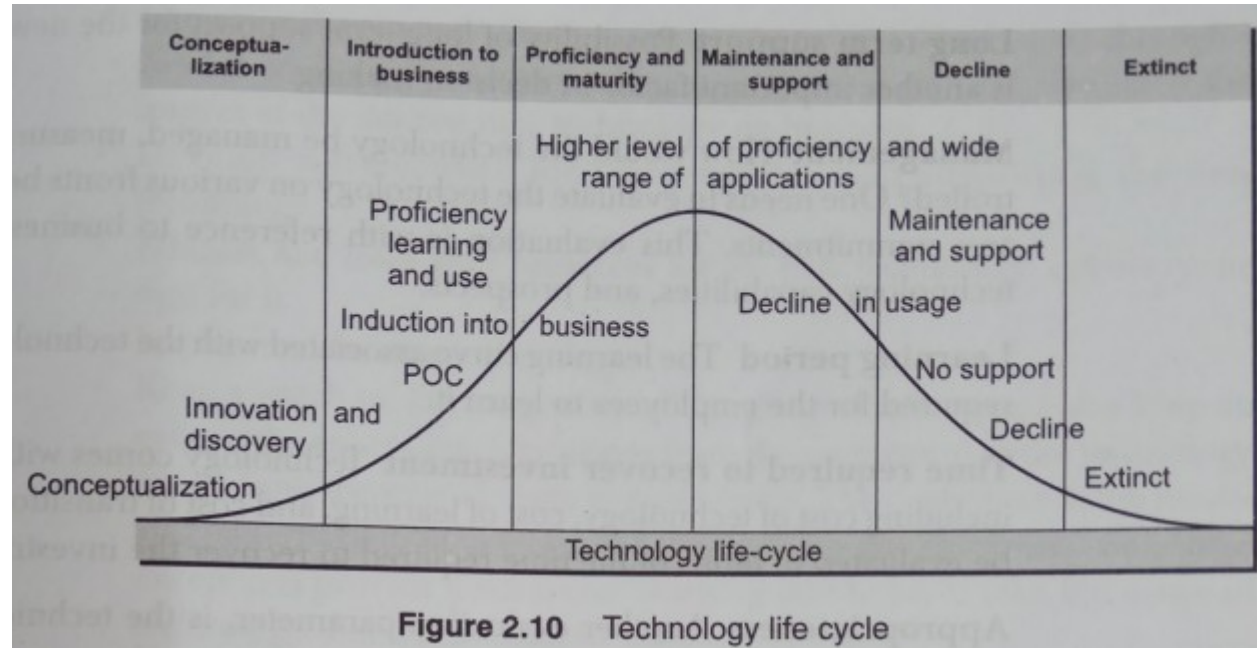 Conceptua-
lization
Introduction to
business
Proficiency and
maturity
Maintenance and
support
Decline
Extinct
Higher level of proficiency and wide
range of applications
Proficiency
learning
and use
Maintenance
and support
Induction into business
Decline in usage
POC
No support
Innovation and
discovery
Decline
Conceptualization
Extinct
Technology life-cycle
Figure 2.10 Technology life cycle